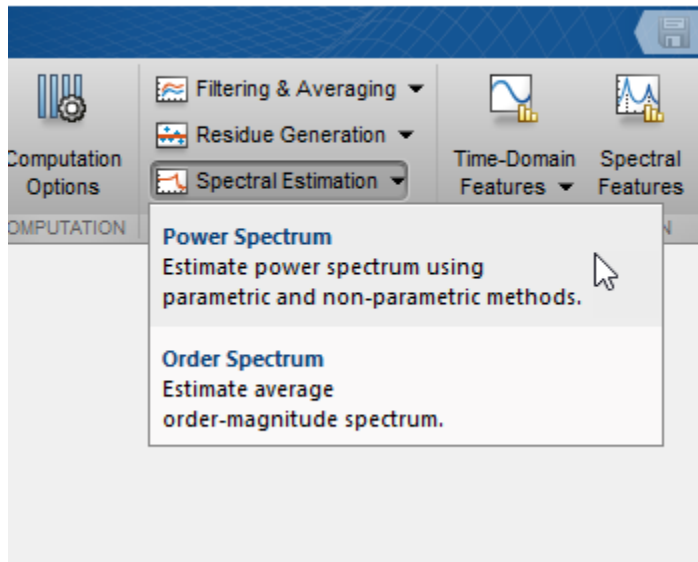 Filtering & Averaging
Residue Generation
Computation
Options
Spectral Estimation
Time-Domain
Features
Spectral
Features
OMPUTATION
N
Power Spectrum
Estimate power spectrum using
parametric and non-parametric methods.
Order Spectrum
Estimate average
order-magnitude spectrum.